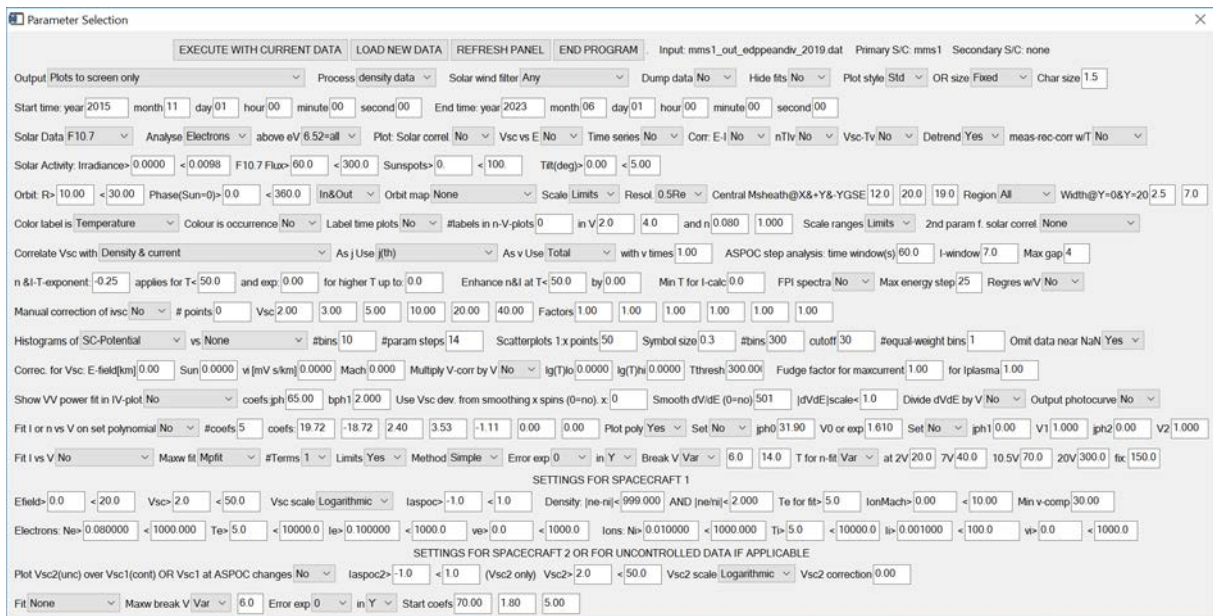 Parameter Selection
EXECUTE WITH CURRENT DATA LOAD NEW DATA REFRESH PANEL END PROGRAM . Input: mms1_out_edppeandiv_2019.dat Primary S/C: mms1 Secondary S/C: none
Output Plots to screen only Process density data Solar wind filter Any Dump data No Hide fits No Plot style Std OR size Fixed Char size 1.5
Start time: year 2015 month 11 day 01 hour 00 minute 00 second 00 End time: year 2023 month 06 day 01 hour 00 minute 00 second 00
Solar Data F10.7 Analyse Electrons above eV 6.52=all Plot: Solar correl No Vsc vs E No Time series No Corr: E-I No nTIv No Vsc-Tv No Detrend Yes meas-rec-corr w/T No
Solar Activity: Irradiance> 0.0000 < 0.0098 F10.7 Flux> 60.0 < 300.0 Sunspots> 0. < 100. Tilt(deg)> 0.00 < 5.00
Orbit: R> 10.00 < 30.00 Phase(Sun=0)> 0.0 < 360.0 In&Out Orbit map None Scale Limits Resol. 0.5Re Central Msheath@X&+Y&-YGSE 12.0 20.0 19.0 Region All Width@Y=0&Y=20 2.5 7.0
Color label is Temperature Colour is occurrence No Label time plots No #labels in n-V-plots 0 in V 2.0 4.0 and n 0.080 1.000 Scale ranges Limits 2nd param f. solar correl None
Correlate Vsc with Density & current As j Use j(th) As v Use Total with v times 1.00 ASPOC step analysis: time window(s) 60.0 I-window 7.0 Max gap 4
n &I-T-exponent: -0.25 applies for T< 50.0 and exp: 0.00 for higher T up to: 0.0 Enhance n&I at T< 50.0 by 0.00 Min T for I-calc 0.0 FPI spectra No Max energy step 25 Regres w/V No
Manual correction of ivsc No # points 0 Vsc 2.00 3.00 5.00 10.00 20.00 40.00 Factors 1.00 1.00 1.00 1.00 1.00 1.00
Histograms of SC-Potential vs None #bins 10 #param steps 14 Scatterplots 1:x points 50 Symbol size 0.3 #bins 300 cutoff 30 #equal-weight bins 1 Omit data near NaN Yes
Correc. for Vsc: E-field[km] 0.00 Sun 0.0000 vi [mV s/km] 0.0000 Mach 0.000 Multiply V-corr by V No lg(T)lo 0.0000 lg(T)hi 0.0000 Tthresh 300.00 Fudge factor for maxcurrent 1.00 for Iplasma 1.00
Show VV power fit in IV-plot No coefs:jph 65.00 bph1 2.000 Use Vsc dev. from smoothing x spins (0=no). x: 0 Smooth dV/dE (0=no) 501 |dVdE|scale< 1.0 Divide dVdE by V No Output photocurve No
Fit I or n vs V on set polynomial No #coefs 5 coefs: 19.72 -18.72 2.40 3.53 -1.11 0.00 0.00 Plot poly Yes Set No jph0 31.90 V0 or exp 1.610 Set No jph1 0.00 V1 1.000 jph2 0.00 V2 1.000
Fit I vs V No Maxw fit Mpfit #Terms 1 Limits Yes Method Simple Error exp 0 in Y Break V Var 6.0 14.0 T for n-fit Var at 2V 20.0 7V 40.0 10.5V 70.0 20V 300.0 fix: 150.0
SETTINGS FOR SPACECRAFT 1
Efield> 0.0 < 20.0 Vsc> 2.0 < 50.0 Vsc scale Logarithmic Iaspoc> -1.0 < 1.0 Density: |ne-ni|< 999.000 AND |ne/ni|< 2.000 Te for fit> 5.0 IonMach> 0.00 < 10.00 Min v-comp 30.00
Electrons: Ne> 0.080000 < 1000.000 Te> 5.0 < 10000.0 Ie> 0.100000 < 1000.0 ve> 0.0 < 1000.0 Ions: Ni> 0.010000 < 1000.000 Ti> 5.0 < 10000.0 Ii> 0.001000 < 100.0 vi> 0.0 < 1000.0
SETTINGS FOR SPACECRAFT 2 OR FOR UNCONTROLLED DATA IF APPLICABLE
Plot Vsc2(unc) over Vsc1(cont) OR Vsc1 at ASPOC changes No Iaspoc2> -1.0 < 1.0 (Vsc2 only) Vsc2> 2.0 < 50.0 Vsc2 scale Logarithmic Vsc2 correction 0.00
Fit None Maxw break V Var 6.0 Error exp 0 in Y Start coefs 70.00 1.80 5.00